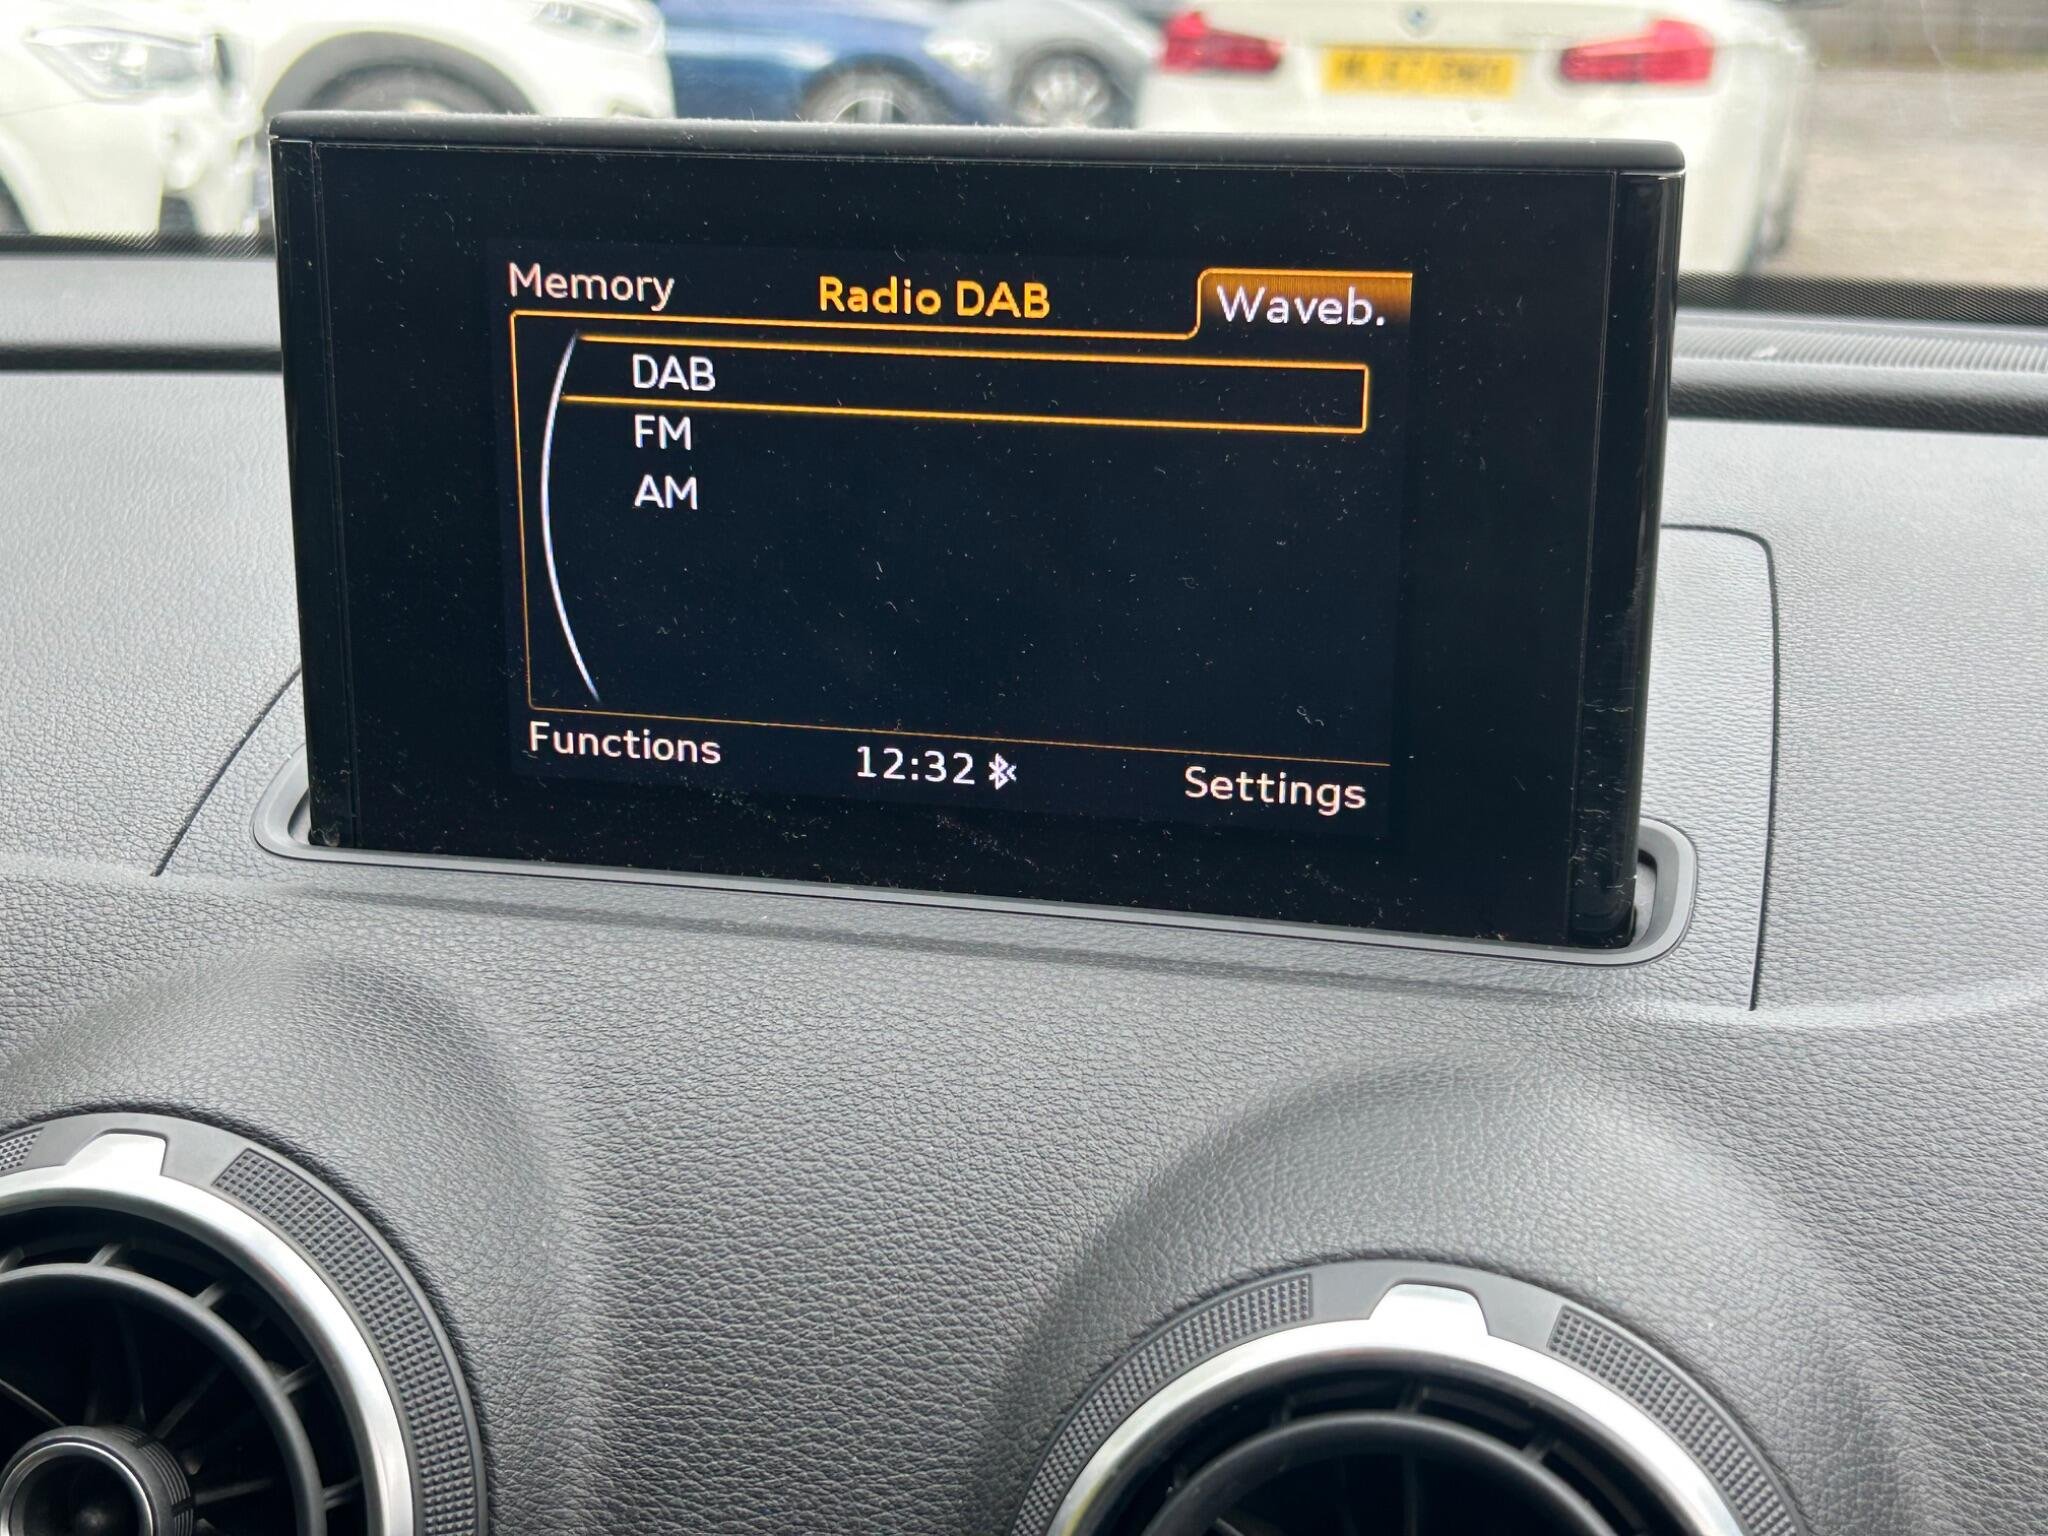 Memory Radio DAB Waveb.
DAB
FM
AM
Functions 12:32 Settings